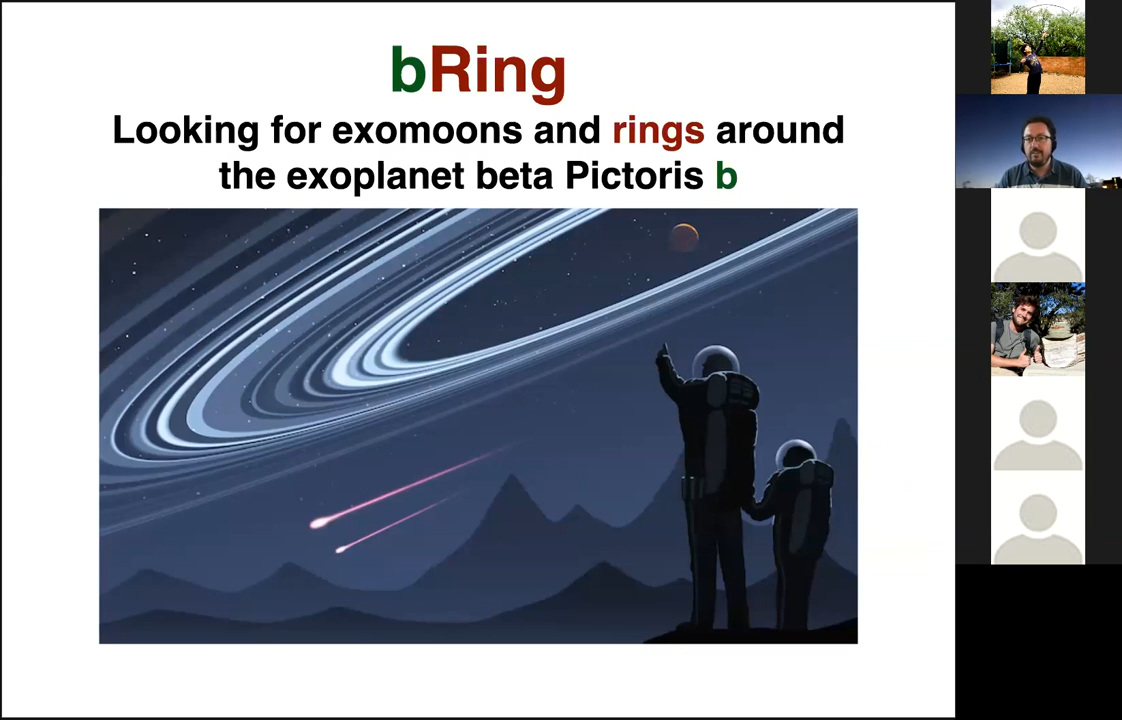 bRing
Looking for exomoons and rings around
the exoplanet beta Pictoris b